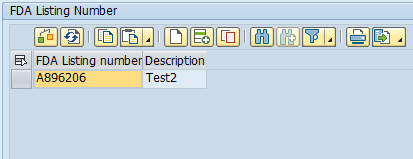 FDA Listing Number
FDA Listing number Description
A896206 Test2